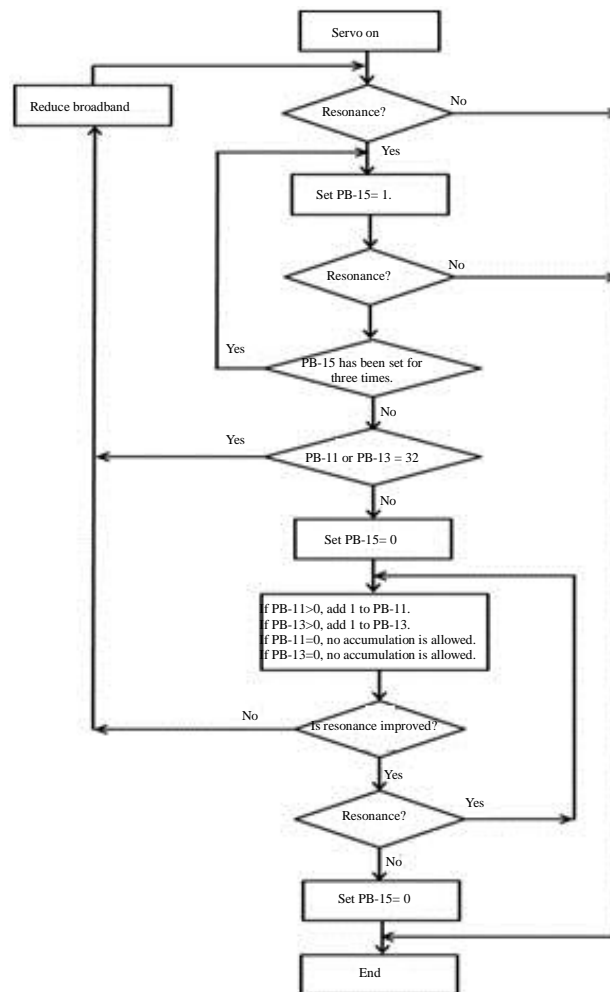 Servo on
Reduce broadband
Resonance?
No
Yes
Set PB-15= 1.
Resonance?
No
Yes
PB-15 has been set for
three times.
No
Yes
PB-11 or PB-13 = 32
No
Set PB-15= 0
If PB-11>0, add 1 to PB-11.
If PB-13>0, add 1 to PB-13.
If PB-11=0, no accumulation is allowed.
If PB-13=0, no accumulation is allowed.
No
Is resonance improved?
Yes
Resonance?
Yes
No
Set PB-15= 0
End